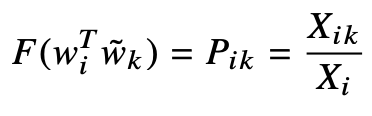 F(w_i^T \tilde{w}_k) = P_{ik} = \frac{X_{ik}}{X_i}